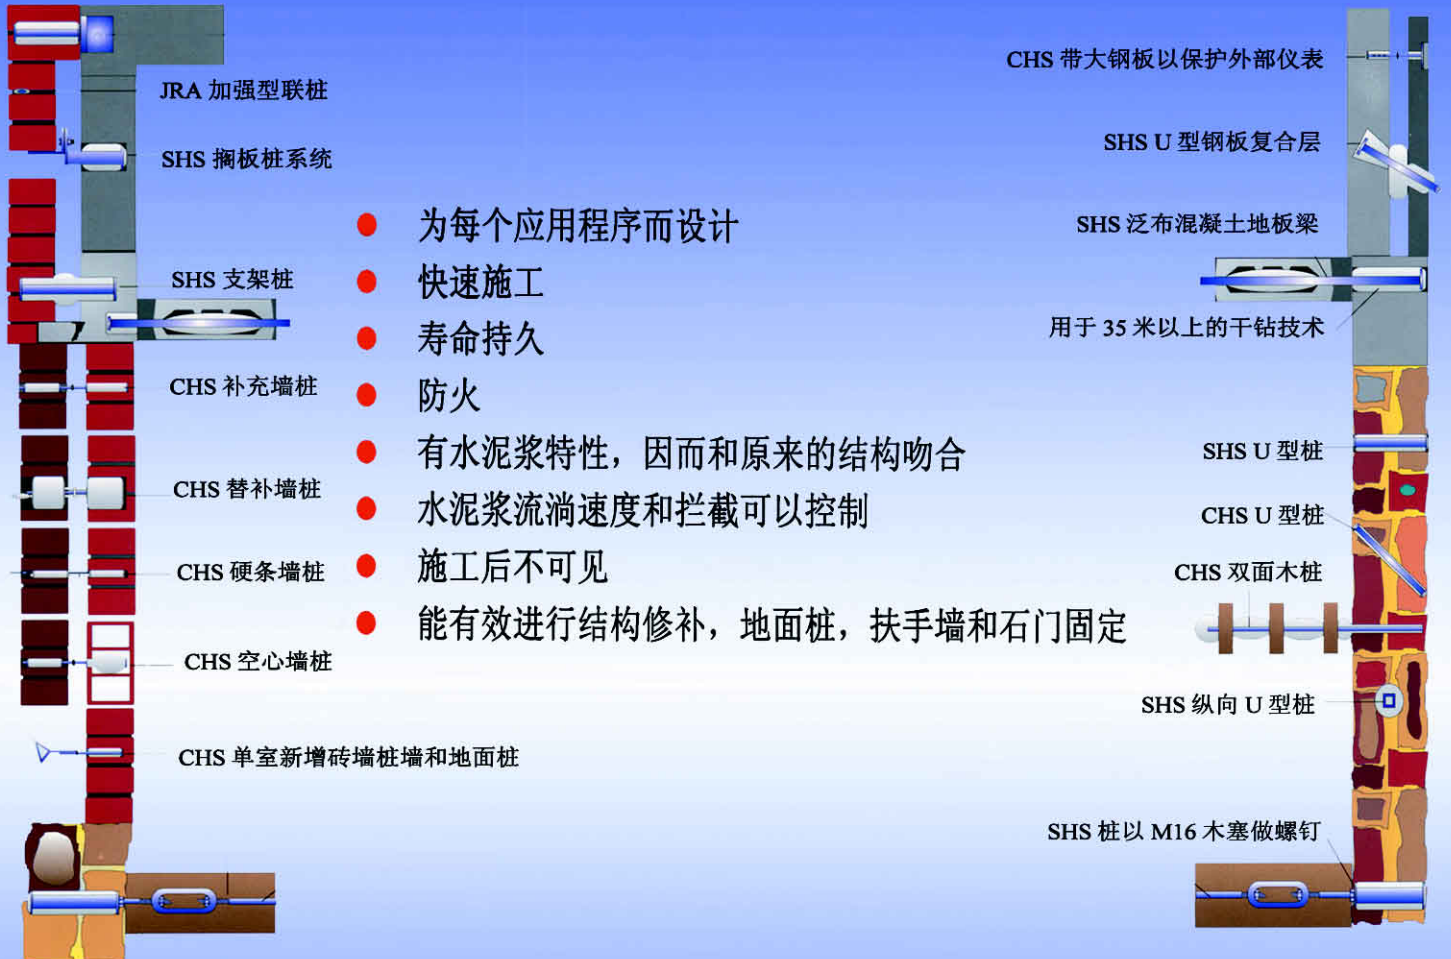 JRA 加强型联桩
SHS 搁板桩系统
SHS 支架桩
CHS 补充墙桩
CHS 替补墙桩
CHS 硬条墙桩
CHS 空心墙桩
CHS 单室新增砖墙桩墙和地面桩
为每个应用程序而设计
快速施工
寿命持久
防火
有水泥浆特性，因而和原来的结构吻合
水泥浆流淌速度和拦截可以控制
施工后不可见
能有效进行结构修补，地面桩，扶手墙和石门固定
CHS 带大钢板以保护外部仪表
SHS U 型钢板复合层
SHS 泛布混凝土地板梁
用于 35 米以上的干钻技术
SHS U 型桩
CHS U 型桩
CHS 双面木桩
SHS 纵向 U 型桩
SHS 桩以 M16 木塞做螺钉